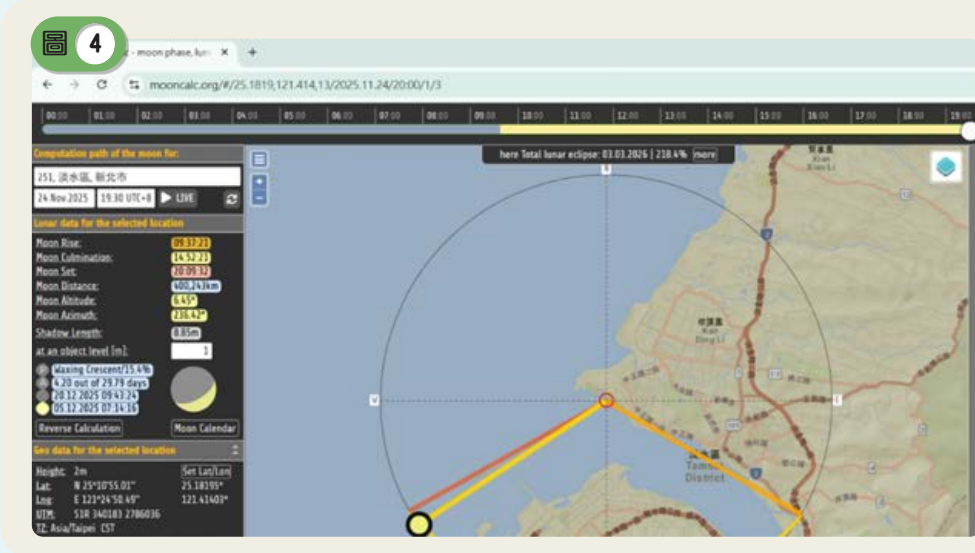 圖 4
c - moon phase, lun
mooncalc.org/#/25.1819,121.414,13/2025.11.24/20:00/1/3
00:00 01:00 02:00 03:00 04:00 05:00 06:00 07:00 08:00 09:00 10:00 11:00 12:00 13:00 14:00 15:00 16:00 17:00 18:00 19:00
Computation path of the moon for:
251, 淡水區, 新北市
24.Nov.2025 19:30 UTC+8 LIVE
Lunar data for the selected location
Moon Rise: 09:37:21
Moon Culmination: 14:52:21
Moon Set: 20:09:32
Moon Distance: 400,243km
Moon Altitude: 6.45°
Moon Azimuth: 236.42°
Shadow Length: 8.85m
at an object level [m]: 1
Waxing Crescent/15.4%
4.20 out of 29.79 days
20.12.2025 09:43:24
05.12.2025 07:14:16
Reverse Calculation Moon Calendar
Geo data for the selected location
Height: 2m Set Lat/Lon
Lat: N 25°10'55.01" 25.18195°
Lng: E 121°24'50.49" 121.41403°
UTM: 51R 340183 2786036
TZ: Asia/Taipei CST
here Total lunar eclipse: 03.03.2026 | 218.4% more
N
Xian
Xian Li
W
E
淡水區
Tamsui
District